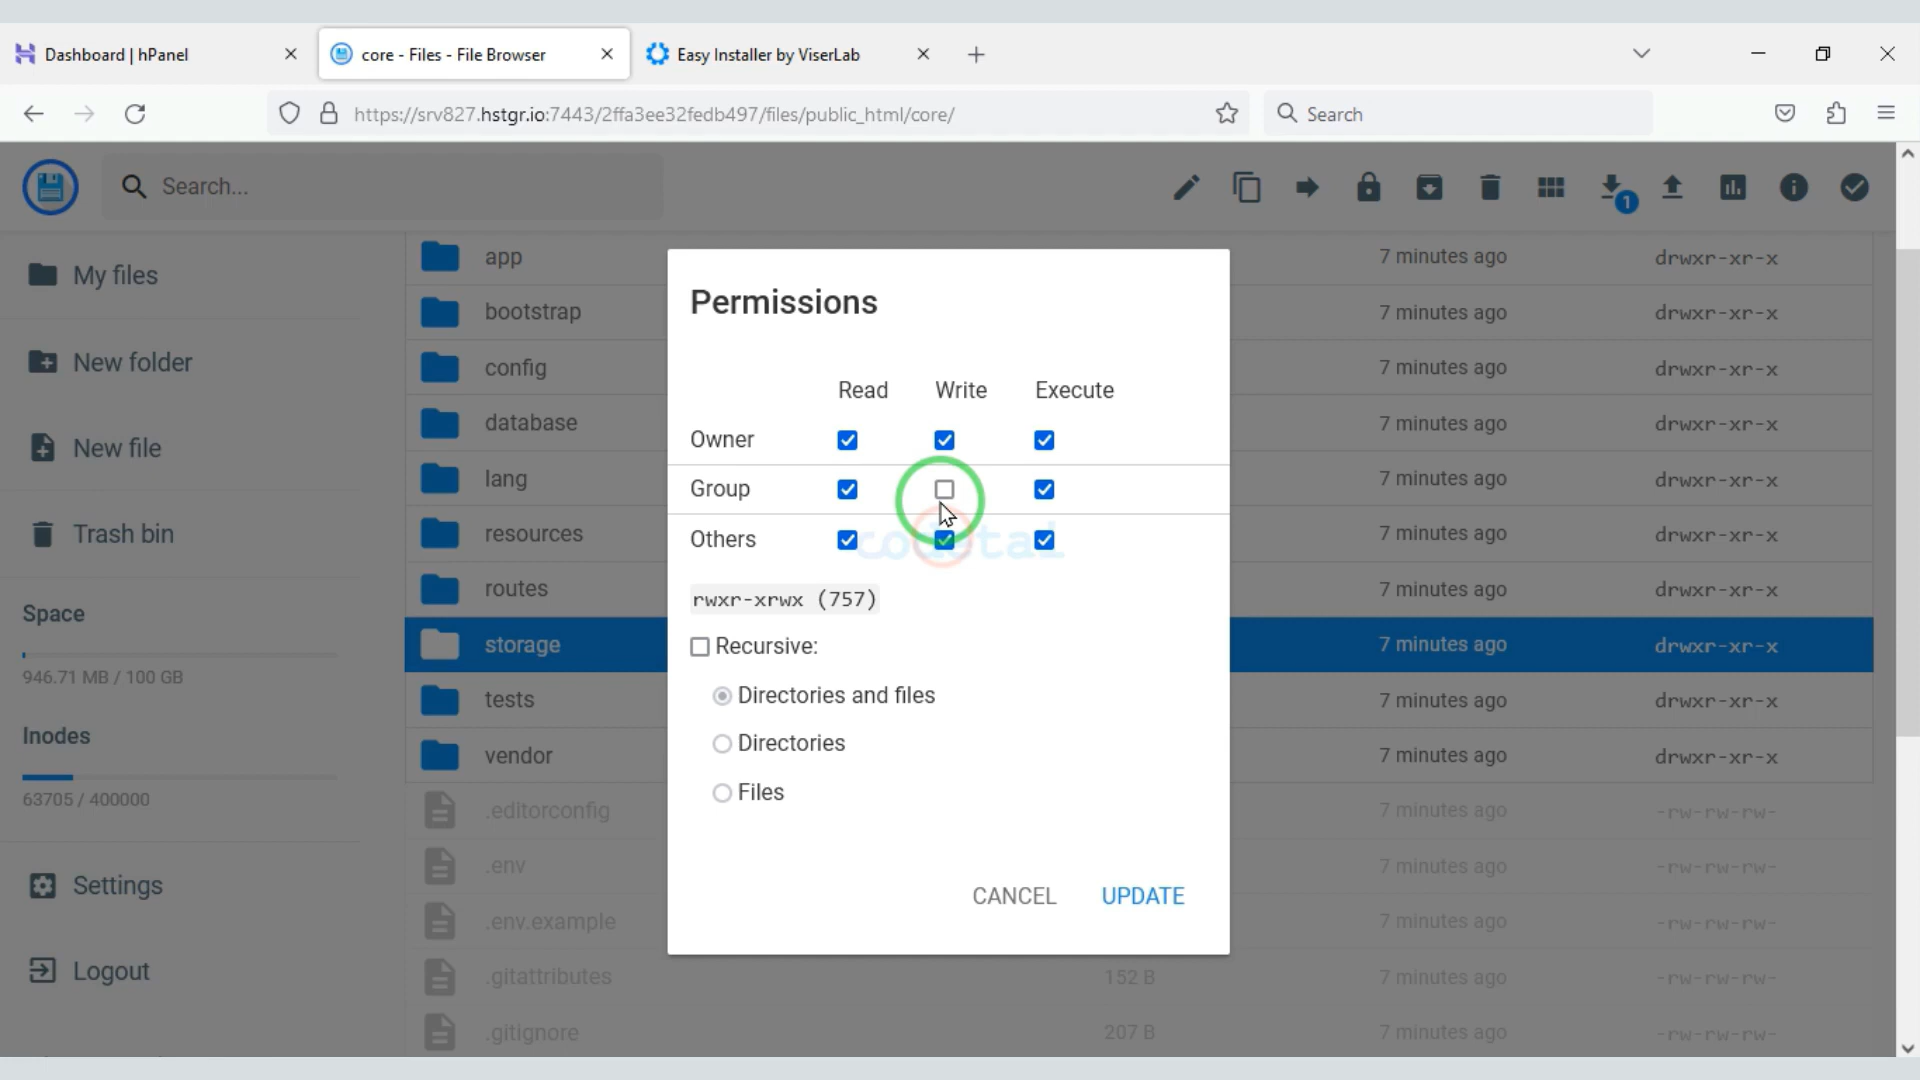 Dashboard | hPanel
core - Files - File Browser
Easy Installer by ViserLab
https://srv827.hstgr.io:7443/2ffa3ee32fedb497/files/public_html/core/
Search
Search...
1
My files
New folder
New file
Trash bin
Space
946.71 MB / 100 GB
Inodes
63705 / 400000
Settings
Logout
app 7 minutes ago drwxr-xr-x
bootstrap 7 minutes ago drwxr-xr-x
config 7 minutes ago drwxr-xr-x
database 7 minutes ago drwxr-xr-x
lang 7 minutes ago drwxr-xr-x
resources 7 minutes ago drwxr-xr-x
routes 7 minutes ago drwxr-xr-x
storage 7 minutes ago drwxr-xr-x
tests 7 minutes ago drwxr-xr-x
vendor 7 minutes ago drwxr-xr-x
.editorconfig 7 minutes ago -rw-rw-rw-
.env 7 minutes ago -rw-rw-rw-
.env.example 7 minutes ago -rw-rw-rw-
.gitattributes 152 B 7 minutes ago -rw-rw-rw-
.gitignore 207 B 7 minutes ago -rw-rw-rw-
Permissions
Read Write Execute
Owner
Group
Others
rwxr-xrwx (757)
Recursive:
Directories and files
Directories
Files
CANCEL UPDATE